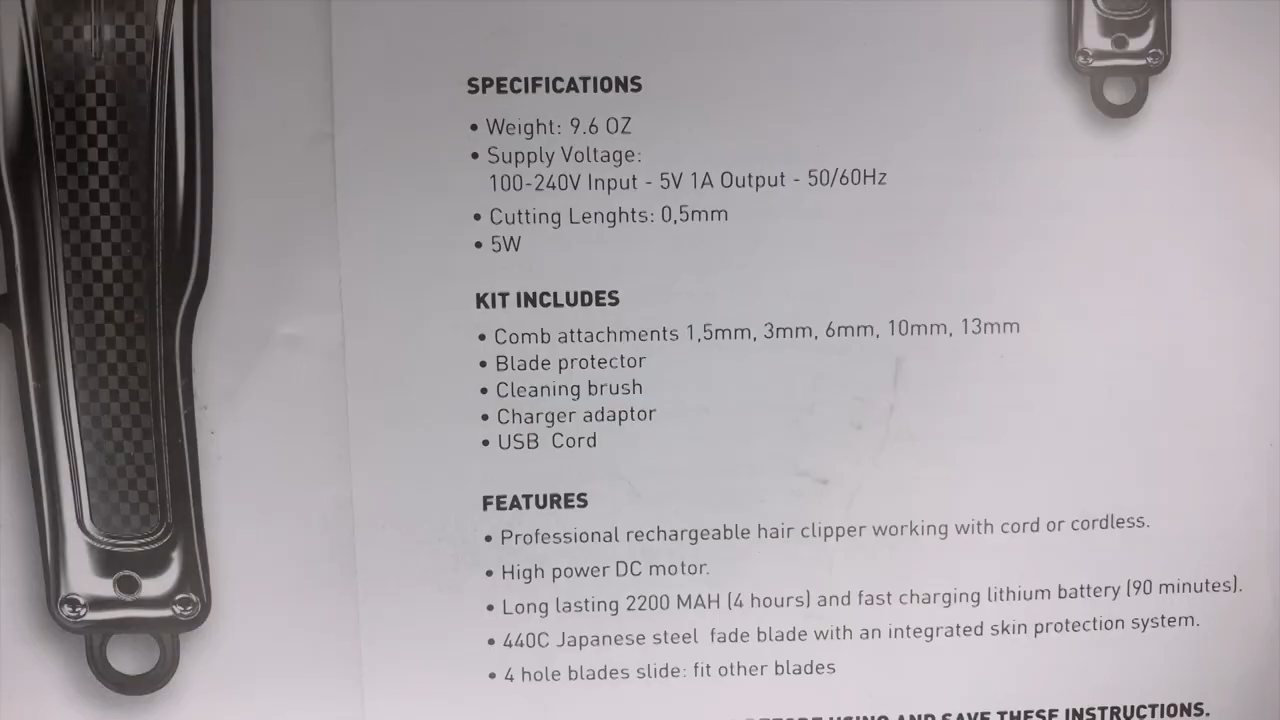 SPECIFICATIONS
• Weight: 9.6 OZ
• Supply Voltage:
100-240V Input - 5V 1A Output - 50/60Hz
• Cutting Lenghts: 0,5mm
• 5W
KIT INCLUDES
• Comb attachments 1,5mm, 3mm, 6mm, 10mm, 13mm
• Blade protector
• Cleaning brush
• Charger adaptor
• USB Cord
FEATURES
• Professional rechargeable hair clipper working with cord or cordless.
• High power DC motor.
• Long lasting 2200 MAH (4 hours) and fast charging lithium battery (90 minutes).
• 440C Japanese steel fade blade with an integrated skin protection system.
• 4 hole blades slide: fit other blades
BEFORE USING AND SAVE THESE INSTRUCTIONS.